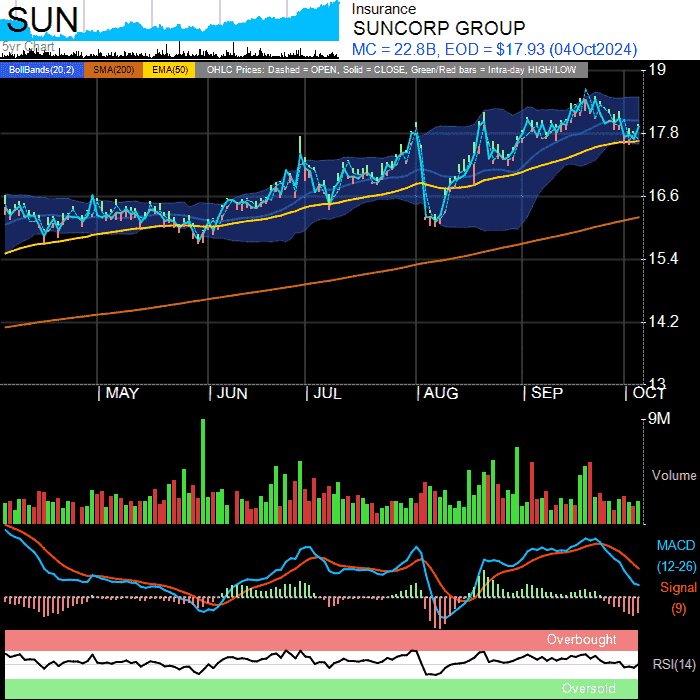 SUN
5yr Chart
Insurance
SUNCORP GROUP
MC = 22.8B, EOD = $17.93 (04Oct2024)
BollBands(20,2) SMA(200) EMA(50) OHLC Prices: Dashed = OPEN, Solid = CLOSE, Green/Red bars = Intra-day HIGH/LOW
19
17.8
16.6
15.4
14.2
13
MAY JUN JUL AUG SEP OCT
9M
Volume
MACD
(12-26)
Signal
(9)
Overbought
RSI(14)
Oversold